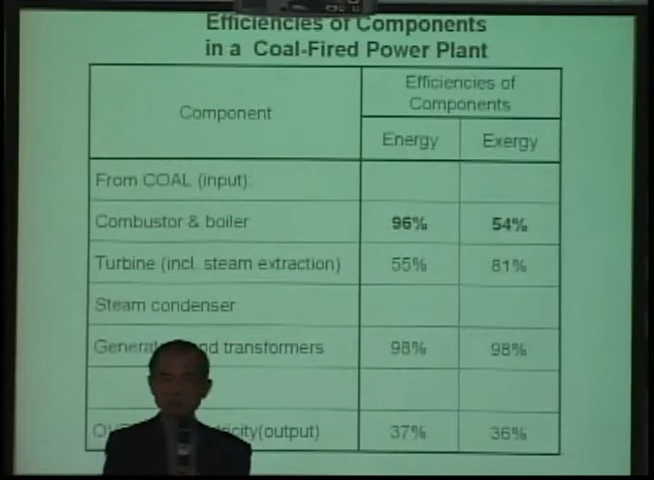 Efficiencies of Components
in a Coal-Fired Power Plant
Component
Efficiencies of
Components
Energy Exergy
From COAL (input):
Combustor & boiler 96% 54%
Turbine (incl. steam extraction) 55% 81%
Steam condenser
transformers 98% 98%
(output) 37% 36%